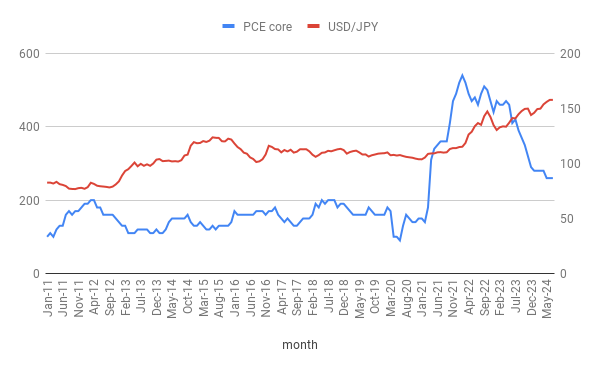 PCE core USD/JPY
600 200
400 150
200 100
0 50
0
Jan-11 Jun-11 Nov-11 Apr-12 Sep-12 Feb-13 Jul-13 Dec-13 May-14 Oct-14 Mar-15 Aug-15 Jan-16 Jun-16 Nov-16 Apr-17 Sep-17 Feb-18 Jul-18 Dec-18 May-19 Oct-19 Mar-20 Aug-20 Jan-21 Jun-21 Nov-21 Apr-22 Sep-22 Feb-23 Jul-23 Dec-23 May-24
month